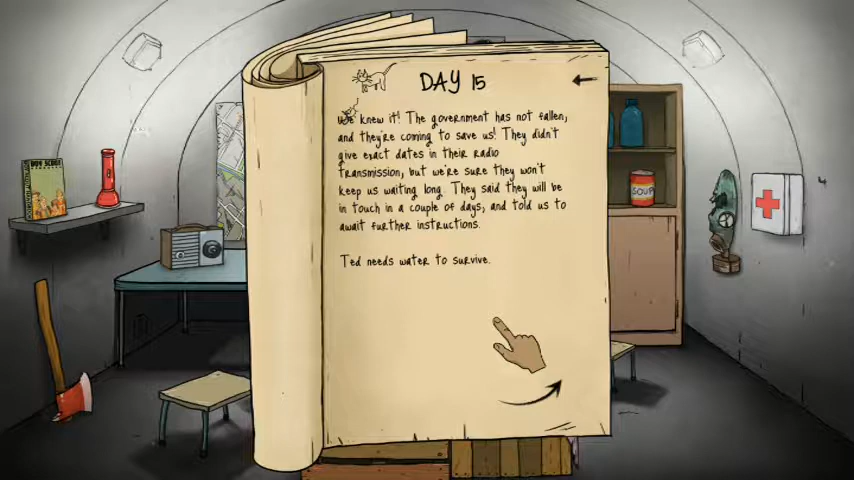 DAY 15
We knew it! The government has not fallen,
and they're coming to save us! They didn't
give exact dates in their radio
transmission, but we're sure they won't
keep us waiting long. They said they will be
in touch in a couple of days, and told us to
await further instructions.
Ted needs water to survive.
BOY SCOUT
SOUP